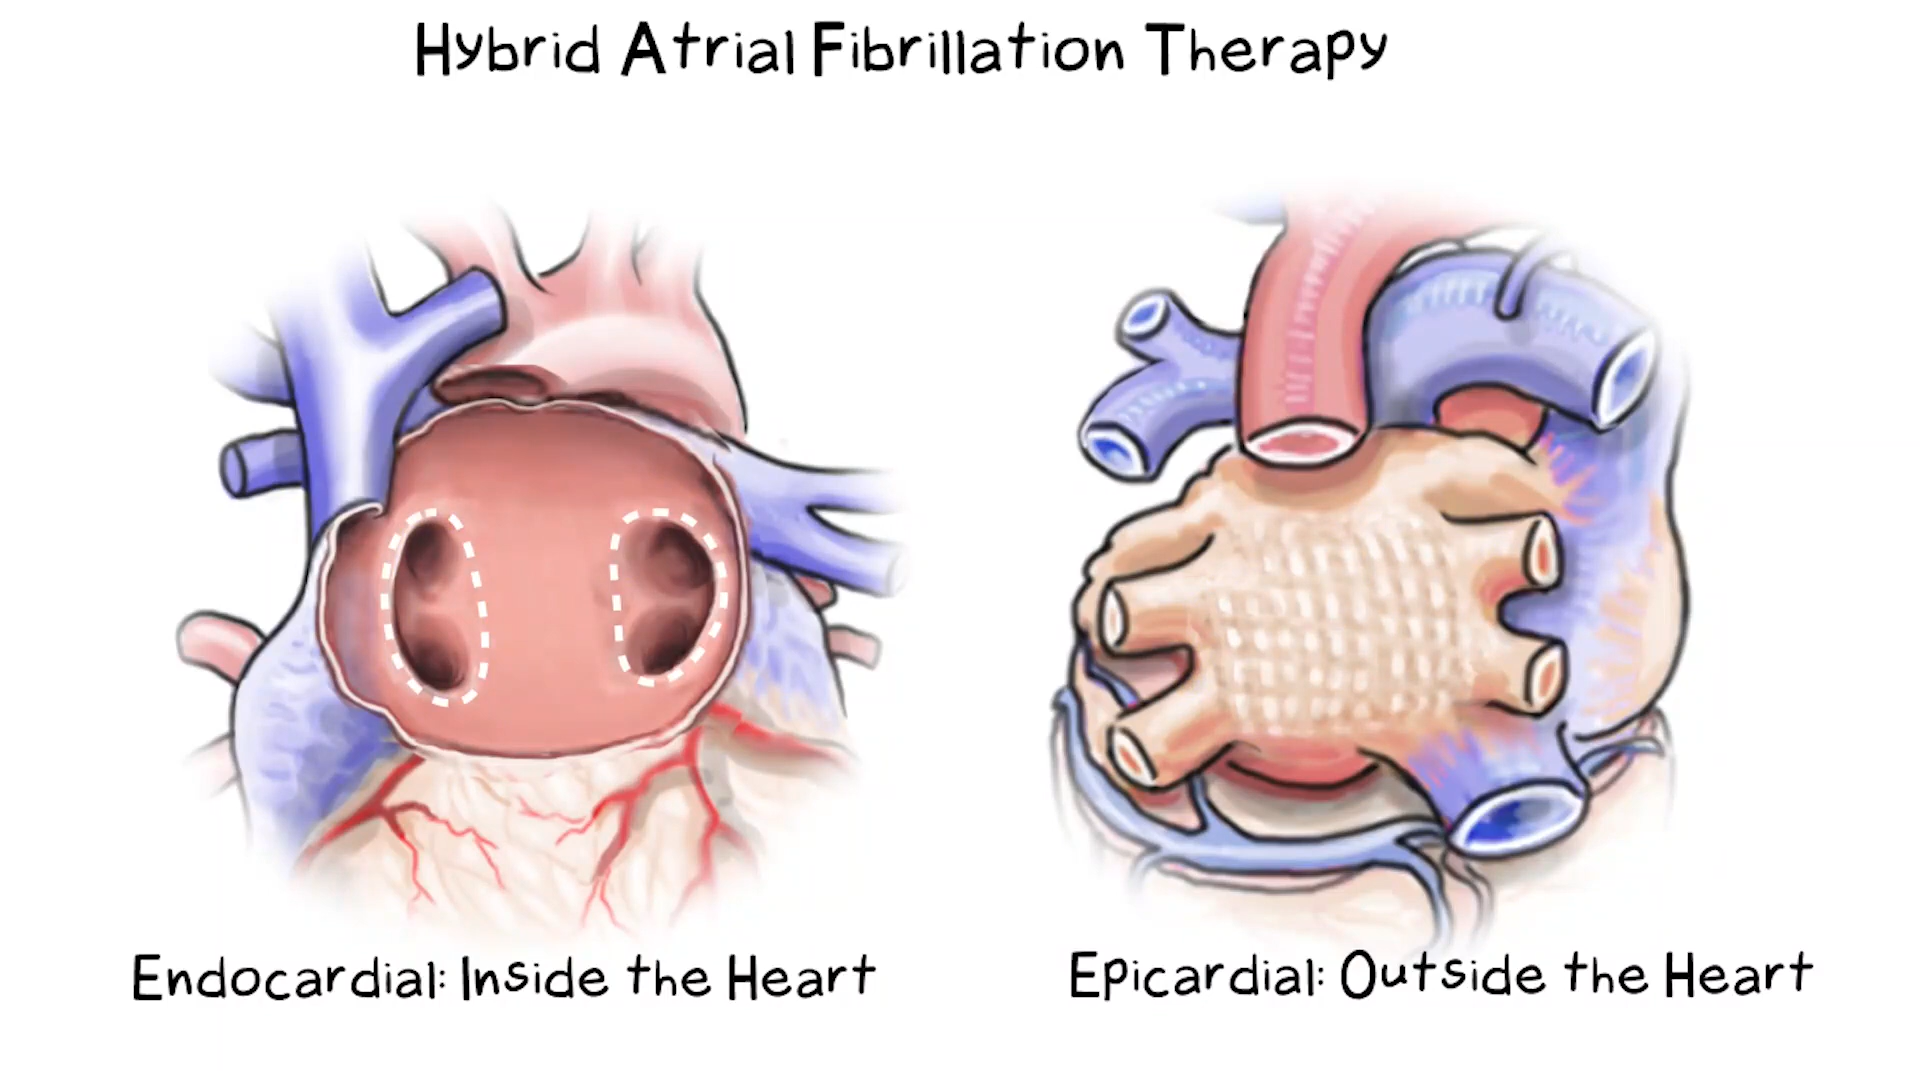 Hybrid Atrial Fibrillation Therapy
Endocardial: Inside the Heart
Epicardial: Outside the Heart